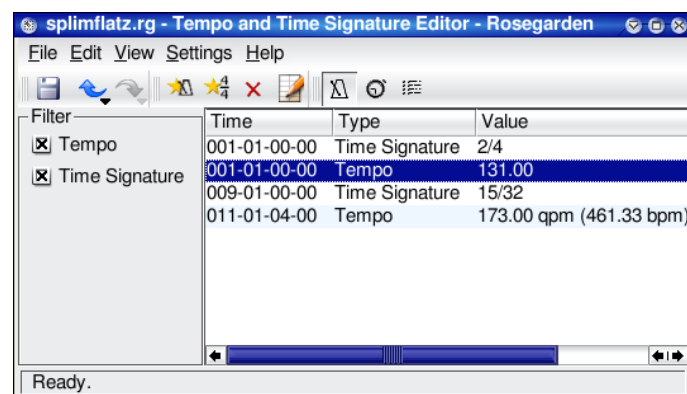 splimflatz.rg - Tempo and Time Signature Editor - Rosegarden
File Edit View Settings Help
4
4
Filter
Tempo
Time Signature
Time Type Value
001-01-00-00 Time Signature 2/4
001-01-00-00 Tempo 131.00
009-01-00-00 Time Signature 15/32
011-01-04-00 Tempo 173.00 qpm (461.33 bpm)
Ready.